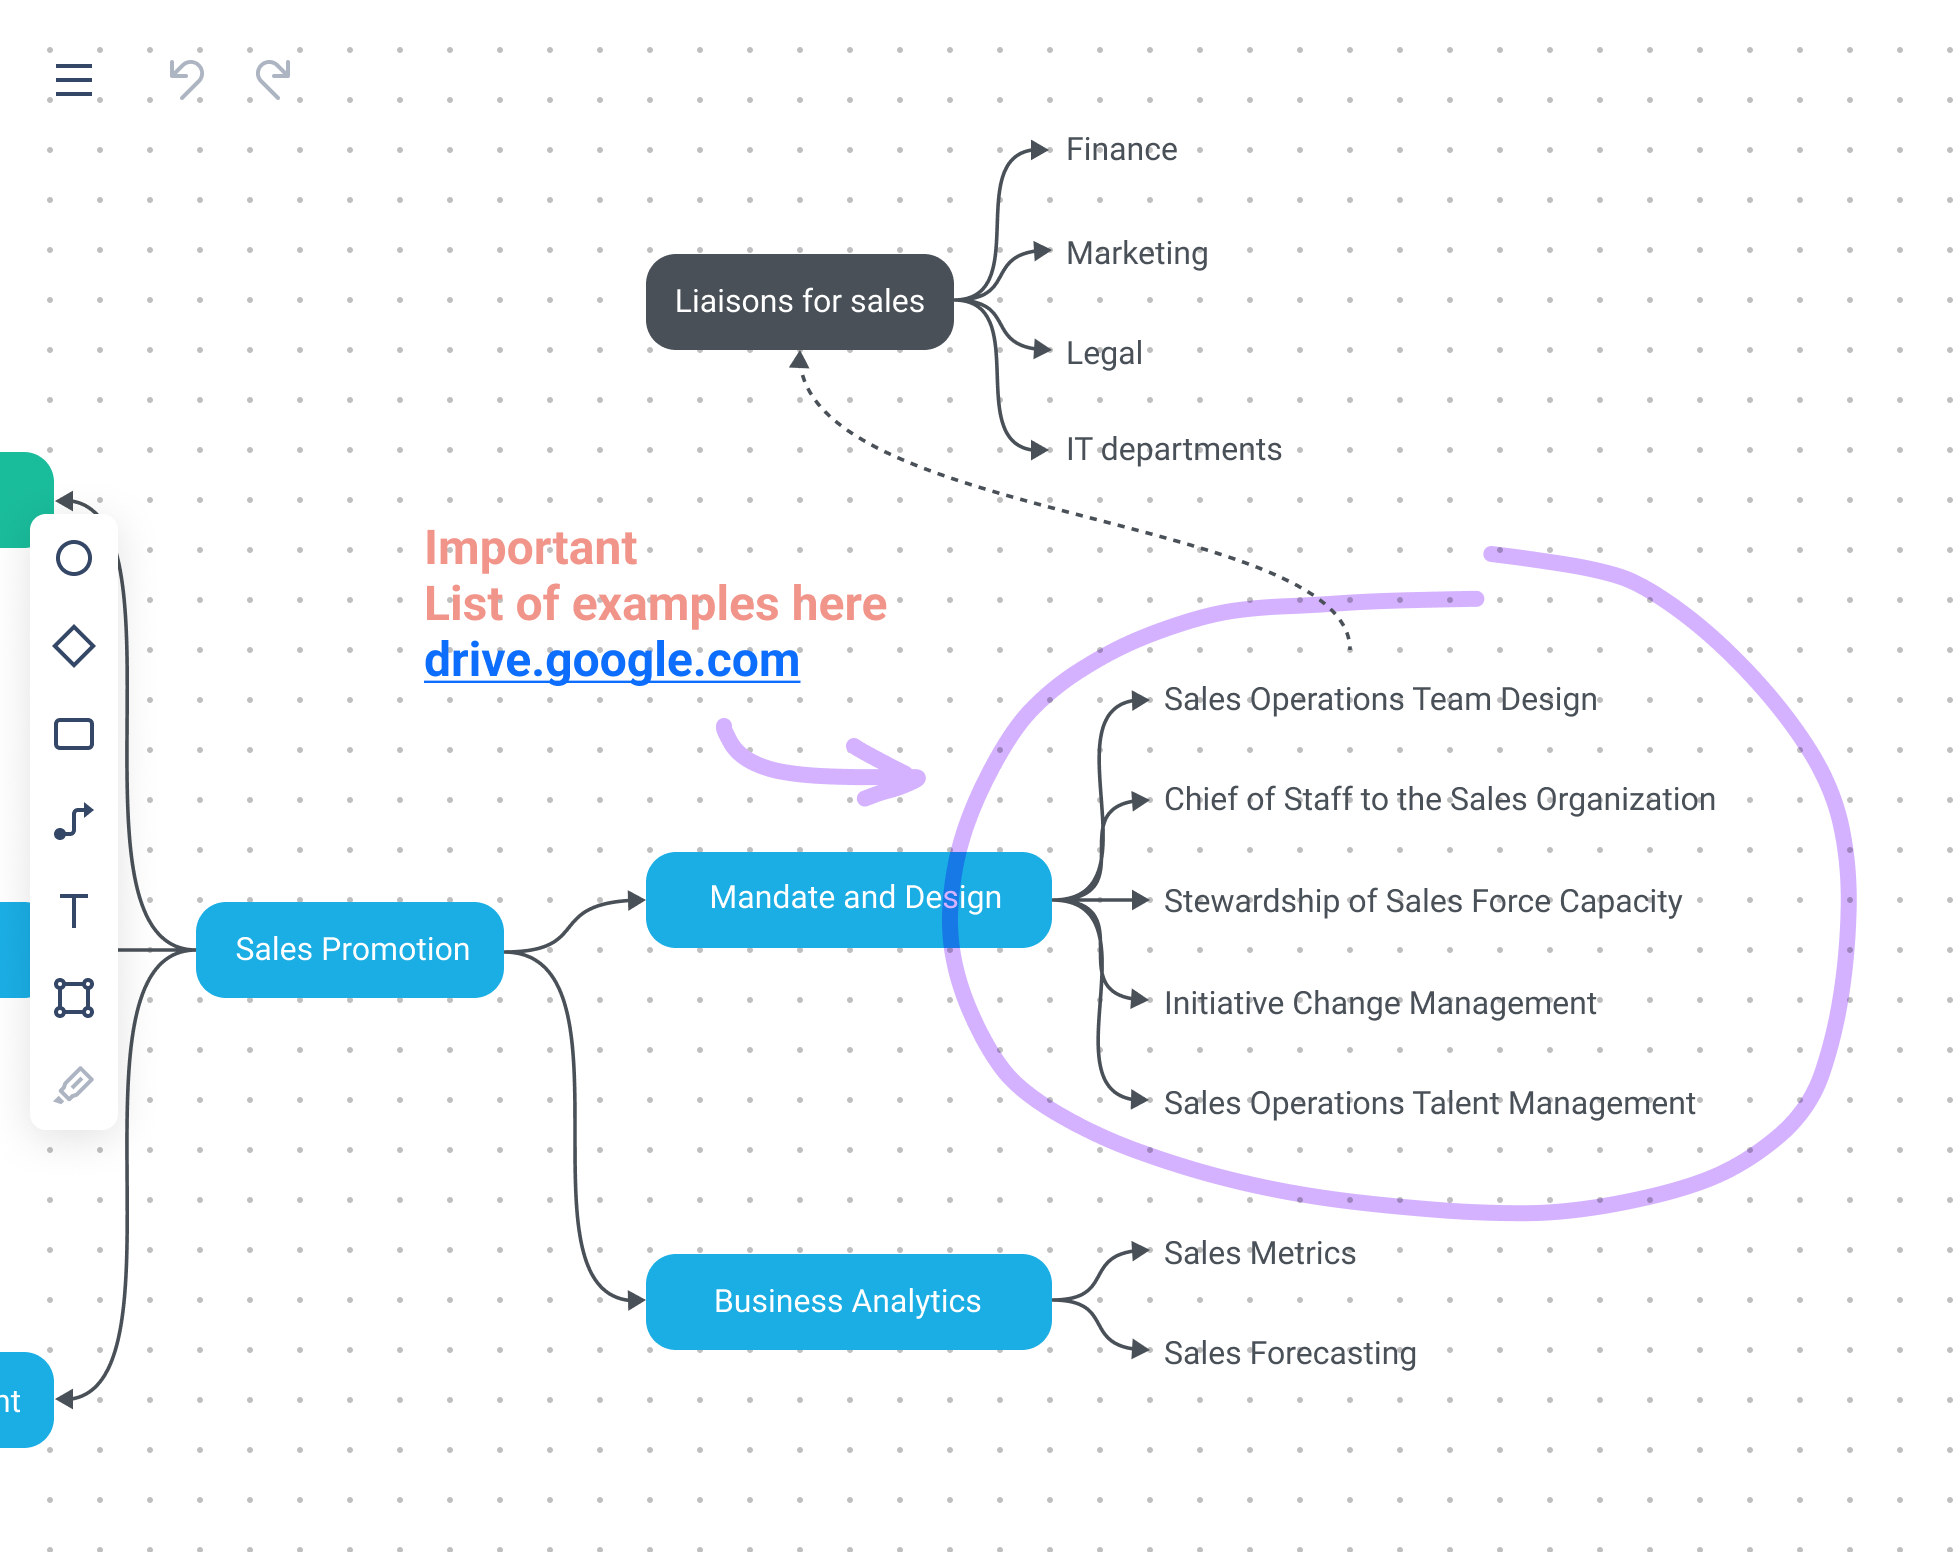 Finance
Marketing
Liaisons for sales
Legal
IT departments
Important
List of examples here
drive.google.com
Sales Operations Team Design
Chief of Staff to the Sales Organization
Mandate and Design
Stewardship of Sales Force Capacity
Sales Promotion
Initiative Change Management
Sales Operations Talent Management
Sales Metrics
Business Analytics
Sales Forecasting
nt